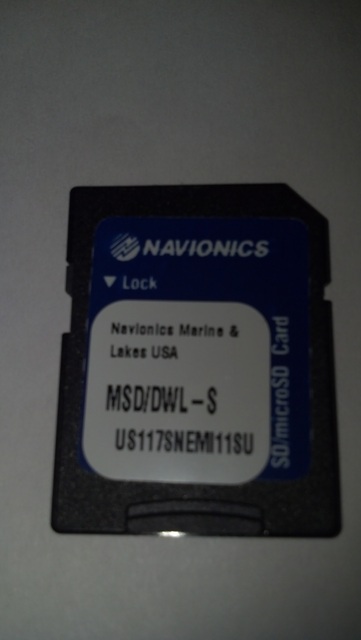 NAVIONICS
Lock
Navionics Marine &
Lakes USA
MSD/DWL-S
US117SNEMI11SU
SD/microSD Card